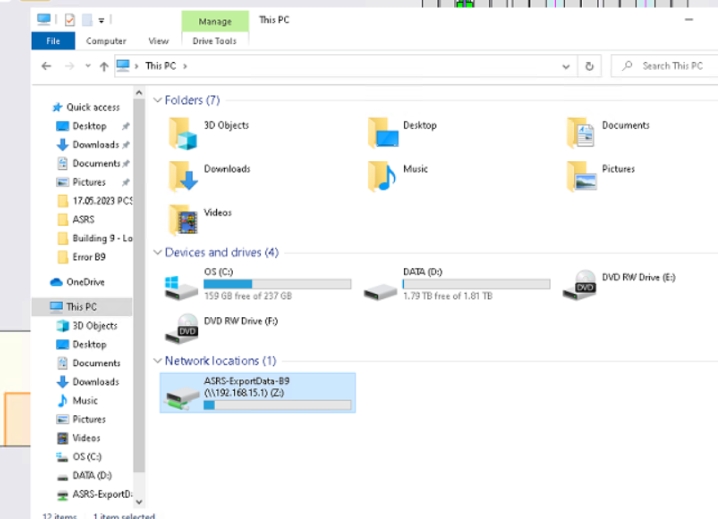 Manage
This PC
File
Computer
View
Drive Tools
This PC
Search This PC
Quick access
Desktop
Downloads
Documents
Pictures
17.05.2023 PCS
ASRS
Building 9 - Lo
Error B9
OneDrive
This PC
3D Objects
Desktop
Documents
Downloads
Music
Pictures
Videos
OS (C:)
DATA (D:)
ASRS-ExportDa
Folders (7)
3D Objects
Desktop
Documents
Downloads
Music
Pictures
Videos
Devices and drives (4)
OS (C:)
159 GB free of 237 GB
DATA (D:)
1.79 TB free of 1.81 TB
DVD RW Drive (E:)
DVD RW Drive (F:)
Network locations (1)
ASRS-ExportData-B9
(\\192.168.15.1) (Z:)
12 items
1 item selected